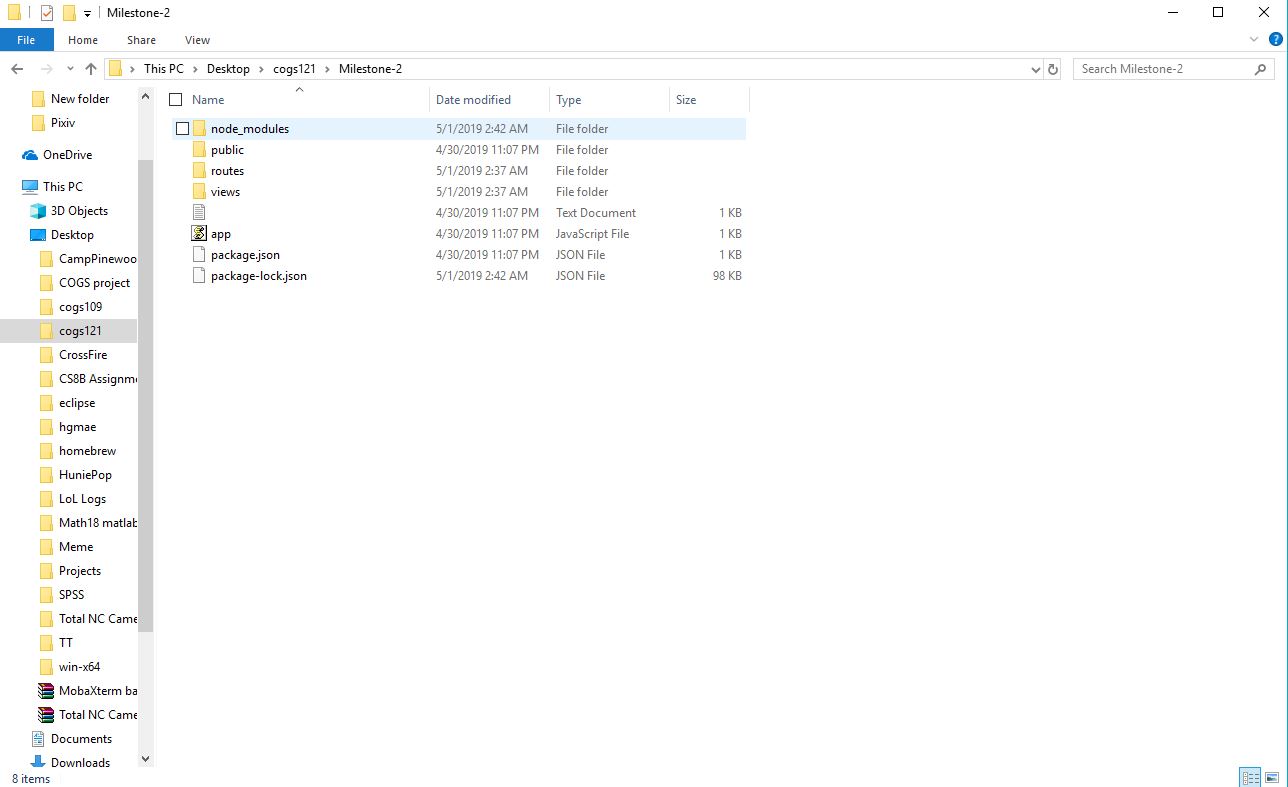 Milestone-2
File Home Share View
This PC Desktop cogs121 Milestone-2
Search Milestone-2
New folder
Pixiv
OneDrive
This PC
3D Objects
Desktop
CampPinewoo
COGS project
cogs109
cogs121
CrossFire
CS8B Assignme
eclipse
hgmae
homebrew
HuniePop
LoL Logs
Math18 matlab
Meme
Projects
SPSS
Total NC Came
TT
win-x64
MobaXterm ba
Total NC Came
Documents
Downloads
Name Date modified Type Size
node_modules 5/1/2019 2:42 AM File folder
public 4/30/2019 11:07 PM File folder
routes 5/1/2019 2:37 AM File folder
views 5/1/2019 2:37 AM File folder
4/30/2019 11:07 PM Text Document 1 KB
app 4/30/2019 11:07 PM JavaScript File 1 KB
package.json 4/30/2019 11:07 PM JSON File 1 KB
package-lock.json 5/1/2019 2:42 AM JSON File 98 KB
8 items